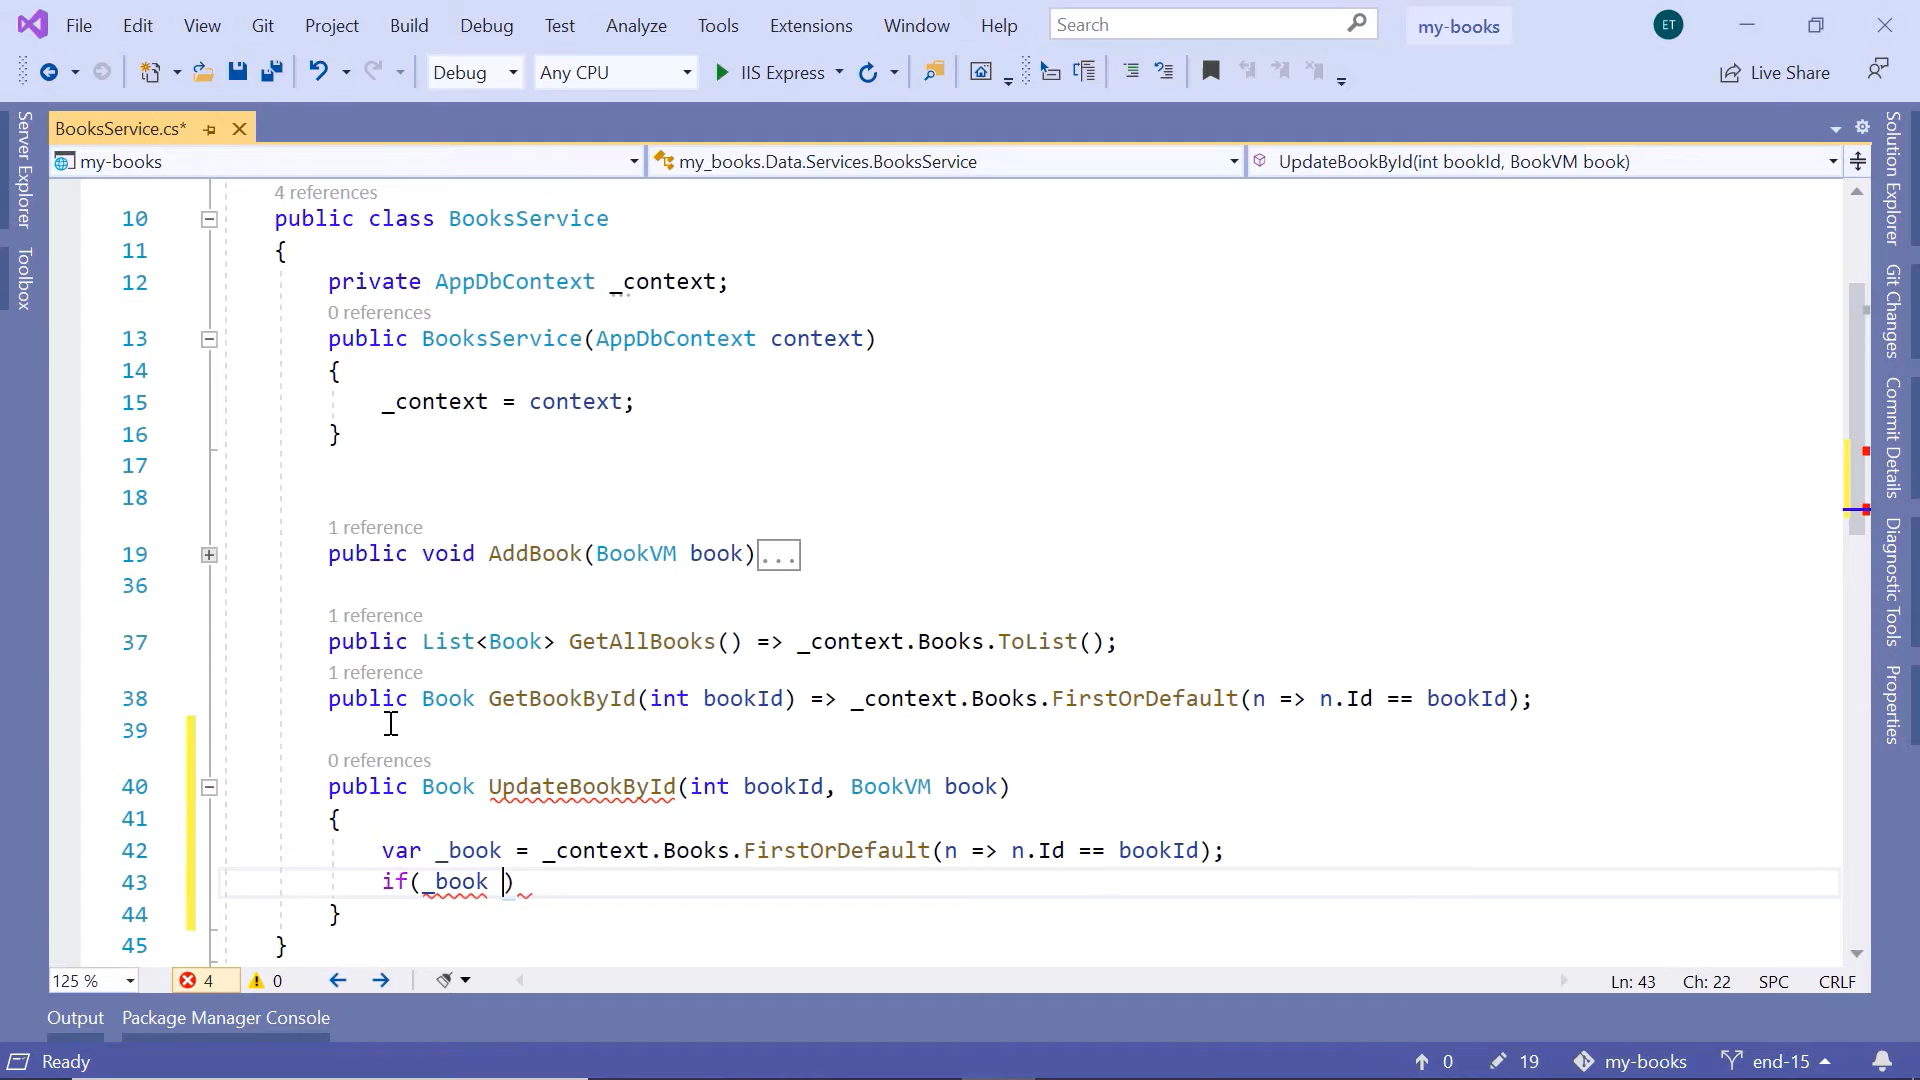 File Edit View Git Project Build Debug Test Analyze Tools Extensions Window Help Search my-books ET
Debug Any CPU IIS Express Live Share
BooksService.cs*
my-books my_books.Data.Services.BooksService UpdateBookById(int bookId, BookVM book)
Server Explorer
Toolbox
4 references
10 public class BooksService
11 {
12 private AppDbContext _context;
0 references
13 public BooksService(AppDbContext context)
14 {
15 _context = context;
16 }
17
18
1 reference
19 public void AddBook(BookVM book)...
36
1 reference
37 public List<Book> GetAllBooks() => _context.Books.ToList();
1 reference
38 public Book GetBookById(int bookId) => _context.Books.FirstOrDefault(n => n.Id == bookId);
39
0 references
40 public Book UpdateBookById(int bookId, BookVM book)
41 {
42 var _book = _context.Books.FirstOrDefault(n => n.Id == bookId);
43 if(_book )
44 }
45 }
Solution Explorer
Git Changes
Commit Details
Diagnostic Tools
Properties
125 % 4 0 Ln: 43 Ch: 22 SPC CRLF
Output Package Manager Console
Ready 0 19 my-books end-15